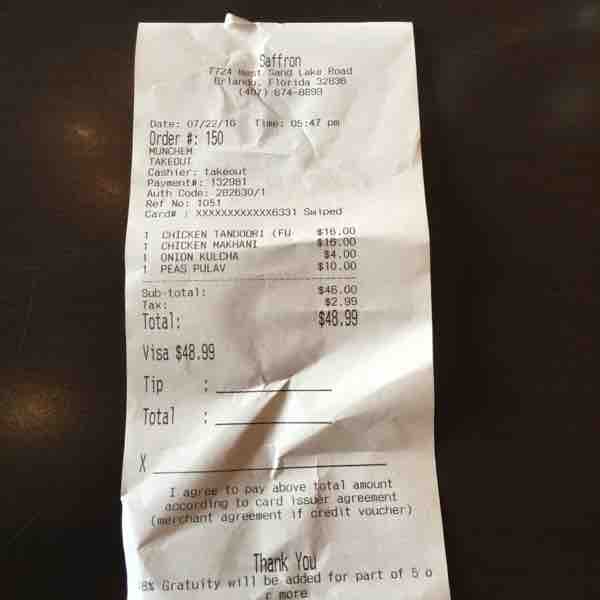 Saffron
7724 West Sand Lake Road
Orlando, Florida 32836
(407) 674-8899
Date: 07/22/16 Time: 05:47 pm
Order #: 150
MUNCHEM
TAKEOUT
Cashier: takeout
Payment#: 132981
Auth Code: 282630/1
Ref No: 1051
Card# : XXXXXXXXXXXX6331 Swiped
1 CHICKEN TANDOORI (FU $16.00
1 CHICKEN MAKHANI $16.00
1 ONION KULCHA $4.00
1 PEAS PULAV $10.00
Sub-total: $46.00
Tax: $2.99
Total: $48.99
Visa $48.99
Tip :
Total :
X
I agree to pay above total amount
according to card issuer agreement
(merchant agreement if credit voucher)
Thank You
8% Gratuity will be added for part of 5 o
r more